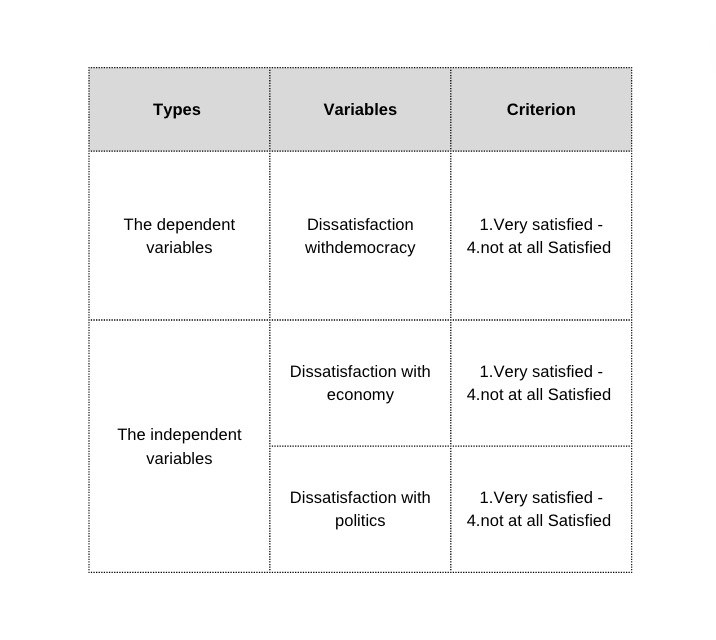 Types
Variables
Criterion
The dependent
variables
Dissatisfaction
withdemocracy
1.Very satisfied -
4.not at all Satisfied
The independent
variables
Dissatisfaction with
economy
1.Very satisfied -
4.not at all Satisfied
Dissatisfaction with
politics
1.Very satisfied -
4.not at all Satisfied